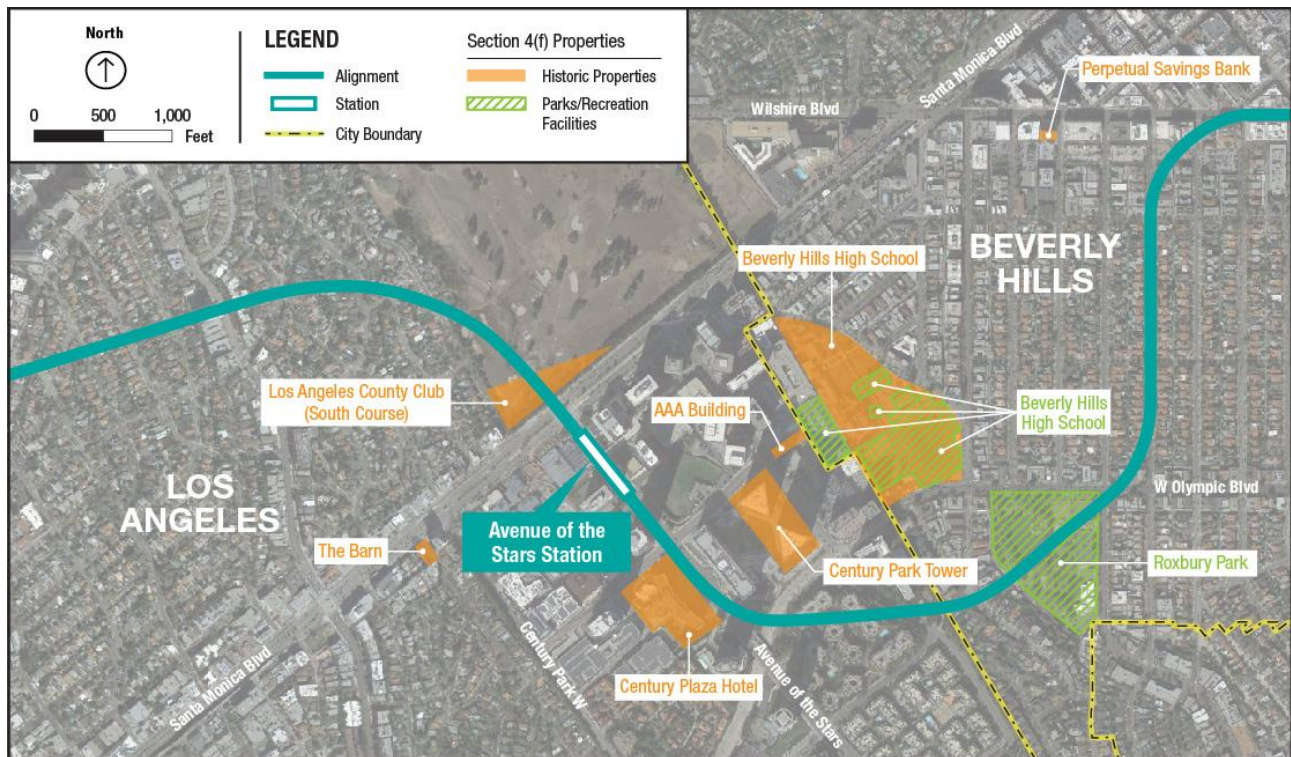 North
0 500 1,000
Feet
LEGEND
Alignment
Station
City Boundary
Section 4(f) Properties
Historic Properties
Parks/Recreation
Facilities
Santa Monica Blvd
Perpetual Savings Bank
Wilshire Blvd
BEVERLY
HILLS
Beverly Hills High School
Los Angeles County Club
(South Course)
AAA Building
Beverly Hills
High School
LOS
ANGELES
W Olympic Blvd
Avenue of the
Stars Station
The Barn
Century Park Tower
Roxbury Park
Century Plaza Hotel
Century Park W
Avenue of the Stars
Santa Monica Blvd